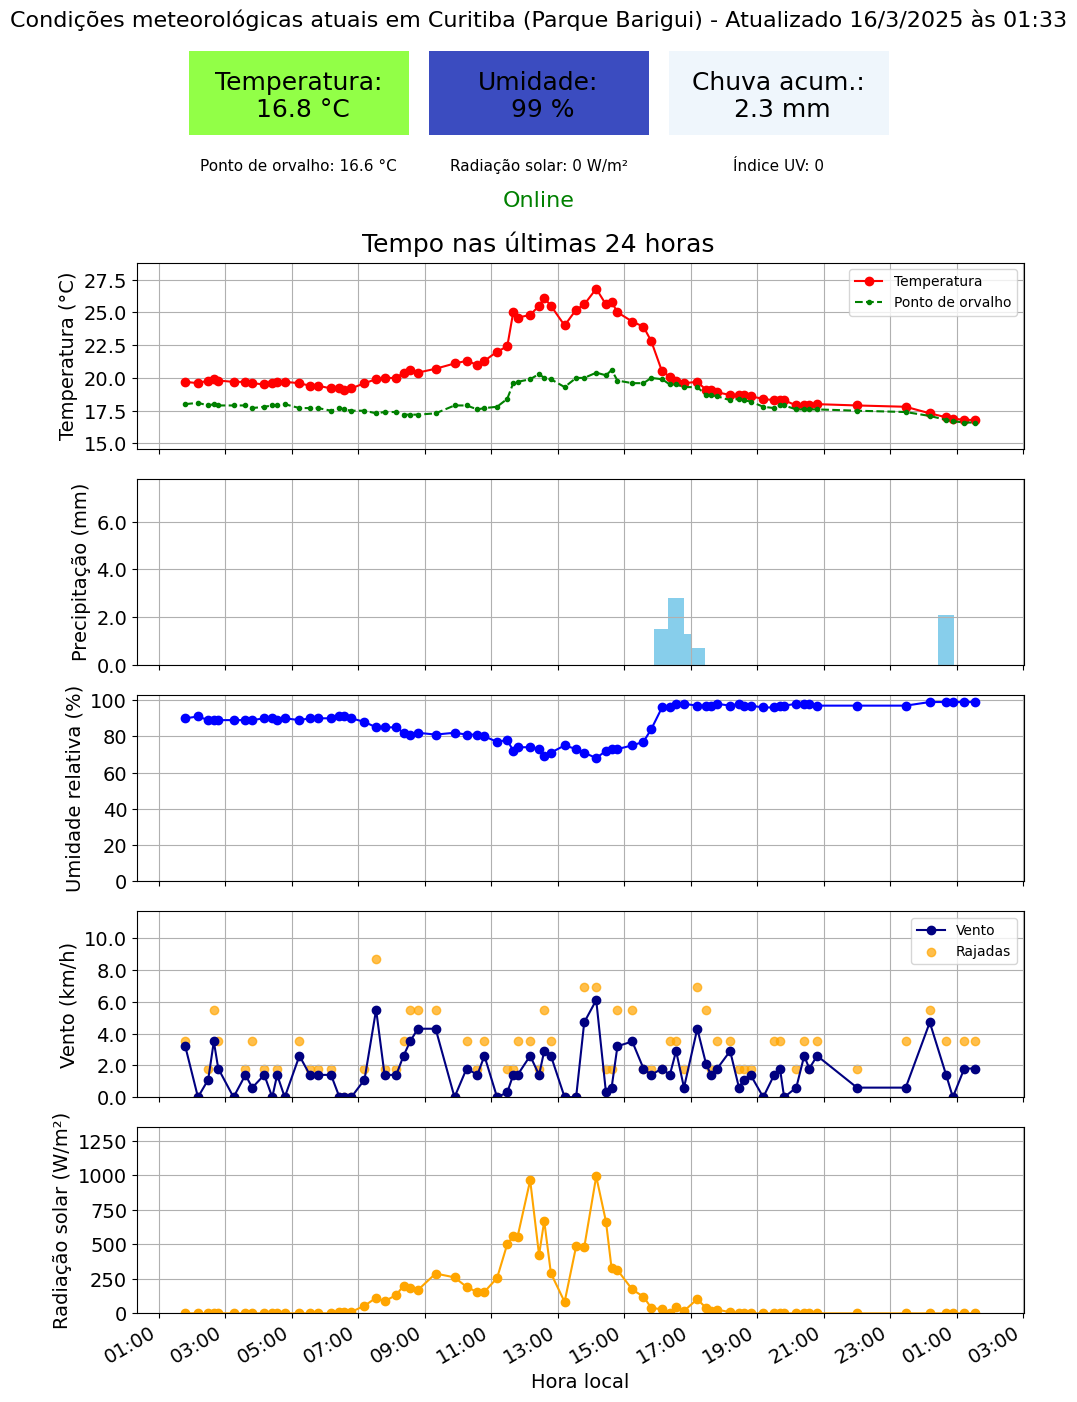 Condições meteorológicas atuais em Curitiba (Parque Barigui) - Atualizado 16/3/2025 às 01:33
Temperatura:
16.8 °C
Umidade:
99 %
Chuva acum.:
2.3 mm
Ponto de orvalho: 16.6 °C
Radiação solar: 0 W/m²
Índice UV: 0
Online
Tempo nas últimas 24 horas
Temperatura (°C)
27.5
25.0
22.5
20.0
17.5
15.0
Temperatura
Ponto de orvalho
Precipitação (mm)
6.0
4.0
2.0
0.0
Umidade relativa (%)
100
80
60
40
20
0
Vento (km/h)
10.0
8.0
6.0
4.0
2.0
0.0
Vento
Rajadas
Radiação solar (W/m²)
1250
1000
750
500
250
0
01:00
03:00
05:00
07:00
09:00
11:00
13:00
15:00
17:00
19:00
21:00
23:00
01:00
03:00
Hora local